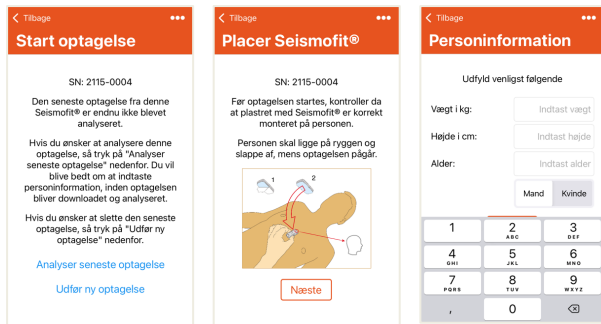 Tilbage
Start optagelse
SN: 2115-0004
Den seneste optagelse fra denne
Seismofit® er endnu ikke blevet
analyseret.
Hvis du ønsker at analysere denne
optagelse, så tryk på "Analyser
seneste optagelse" nedenfor. Du vil
blive bedt om at indtaste
personinformation, inden optagelsen
bliver downloadet og analyseret.
Hvis du ønsker at slette den seneste
optagelse, så tryk på "Udfør ny
optagelse" nedenfor.
Analyser seneste optagelse
Udfør ny optagelse
Tilbage
Placer Seismofit®
SN: 2115-0004
Før optagelsen startes, kontroller da
at plastret med Seismofit® er korrekt
monteret på personen.
Personen skal ligge på ryggen og
slappe af, mens optagelsen pågår.
1 2
Næste
Tilbage
Personinformation
Udfyld venligst følgende
Vægt i kg: Indtast vægt
Højde i cm: Indtast højde
Alder: Indtast alder
Mand Kvinde
1 2 3
ABC DEF
4 5 6
GHI JKL MNO
7 8 9
PQRS TUV WXYZ
, 0